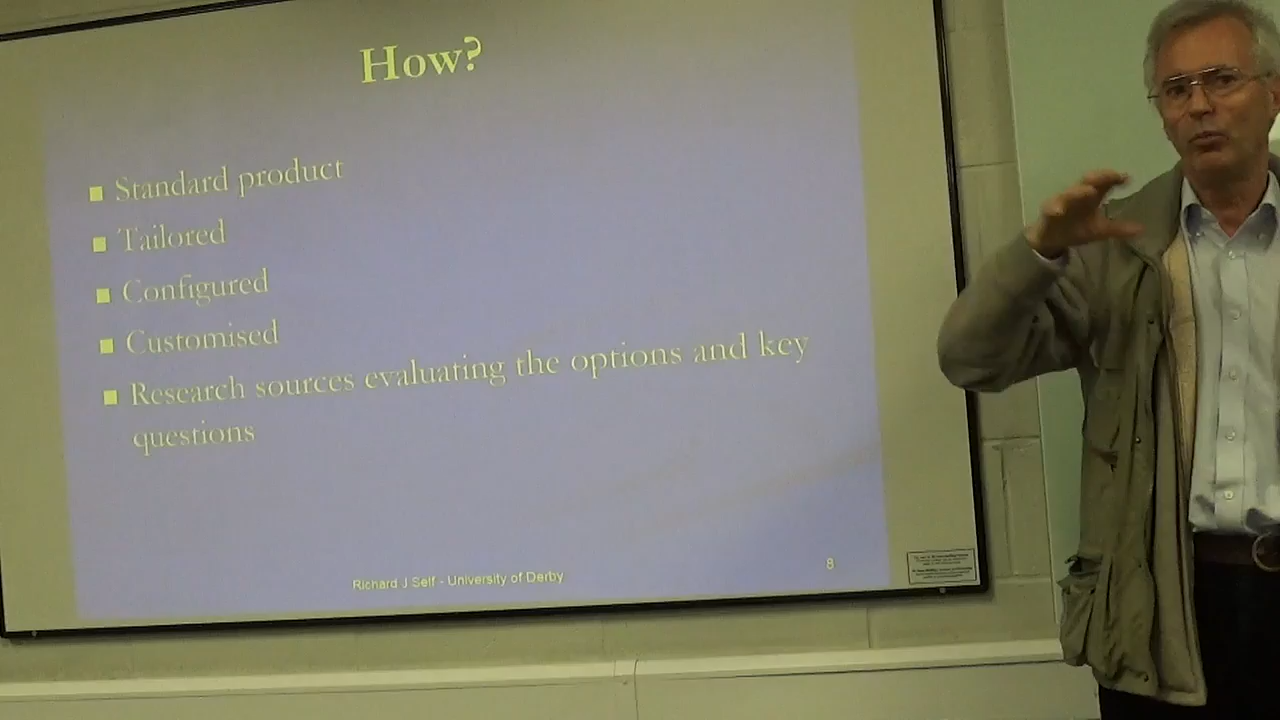 How?
Standard product
Tailored
Configured
Customised
Research sources evaluating the options and key
questions
Richard J Self - University of Derby
8